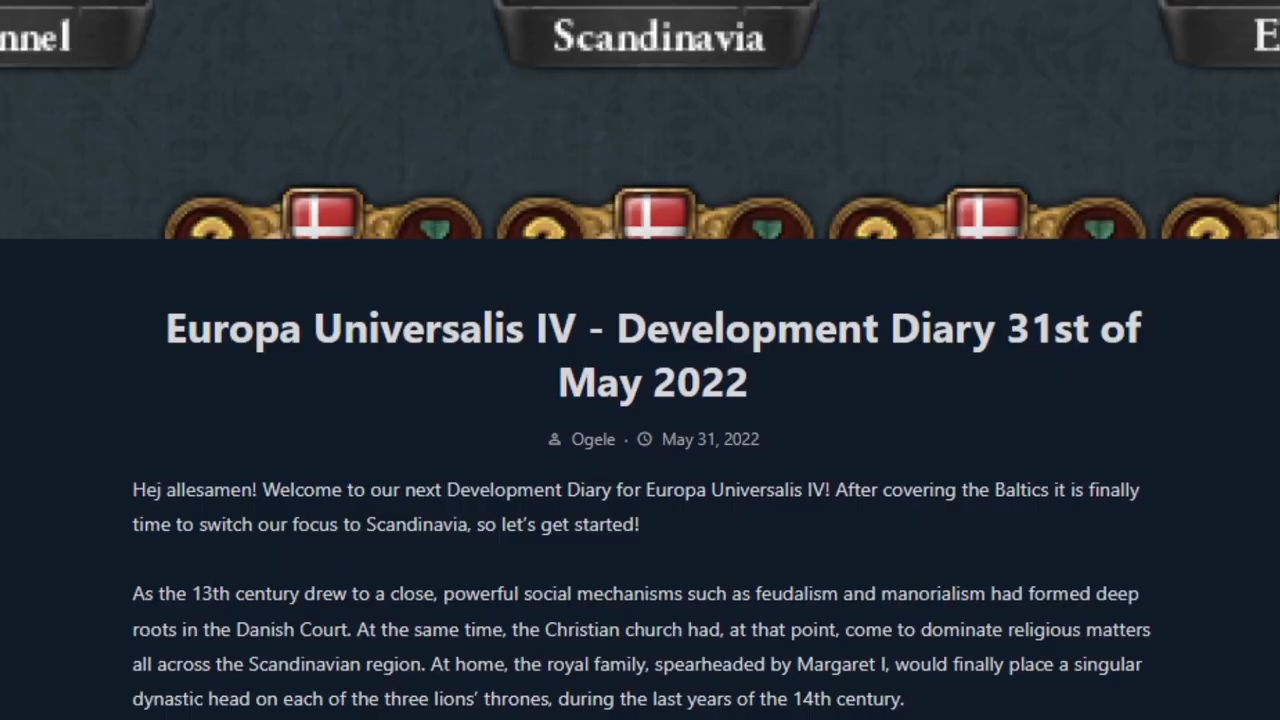 nnel
Scandinavia
E
Europa Universalis IV - Development Diary 31st of
May 2022
Ogele · May 31, 2022
Hej allesamen! Welcome to our next Development Diary for Europa Universalis IV! After covering the Baltics it is finally
time to switch our focus to Scandinavia, so let's get started!
As the 13th century drew to a close, powerful social mechanisms such as feudalism and manorialism had formed deep
roots in the Danish Court. At the same time, the Christian church had, at that point, come to dominate religious matters
all across the Scandinavian region. At home, the royal family, spearheaded by Margaret I, would finally place a singular
dynastic head on each of the three lions' thrones, during the last years of the 14th century.